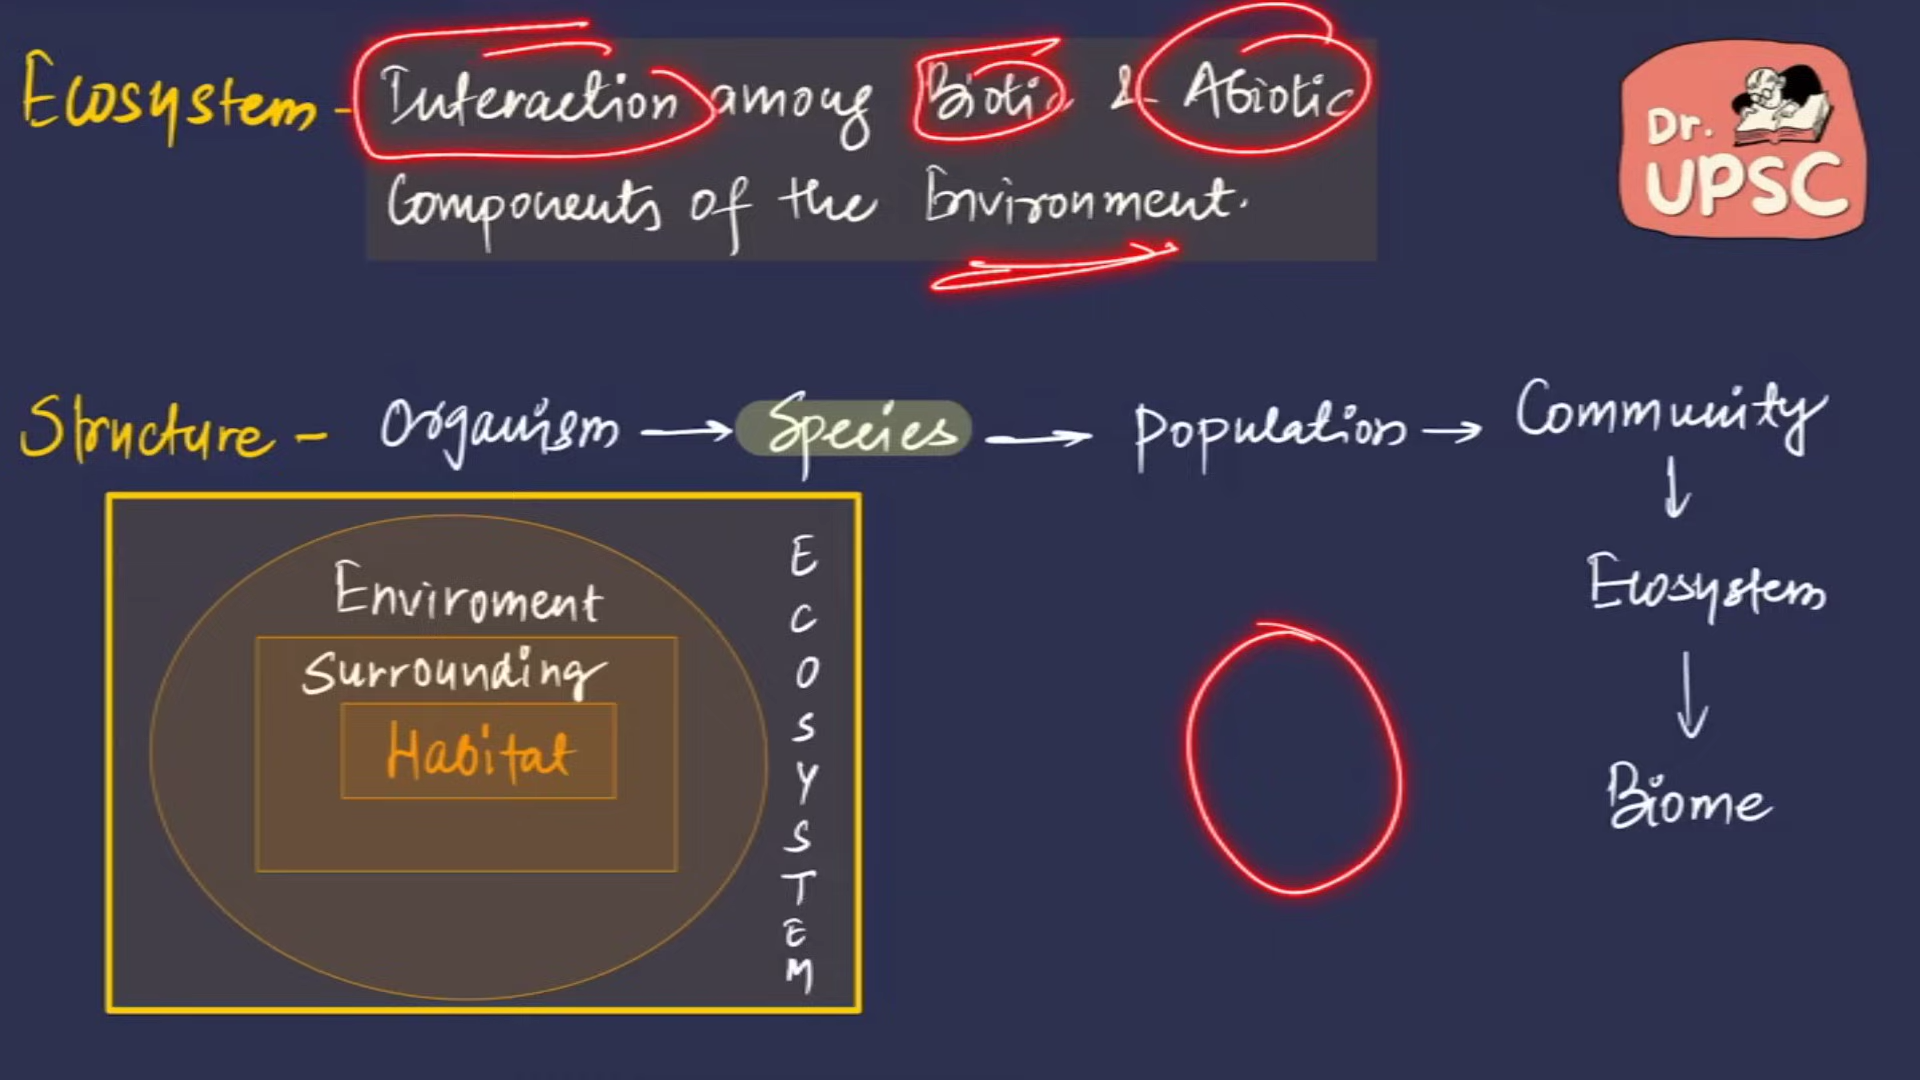 Ecosystem - Interaction among Biotic & Abiotic
Components of the Environment.
Dr.
UPSC
Structure - Organism → Species → Population → Community
↓
Ecosystem
↓
Biome
Enviroment
Surrounding
Habitat
ECOSYSTEM